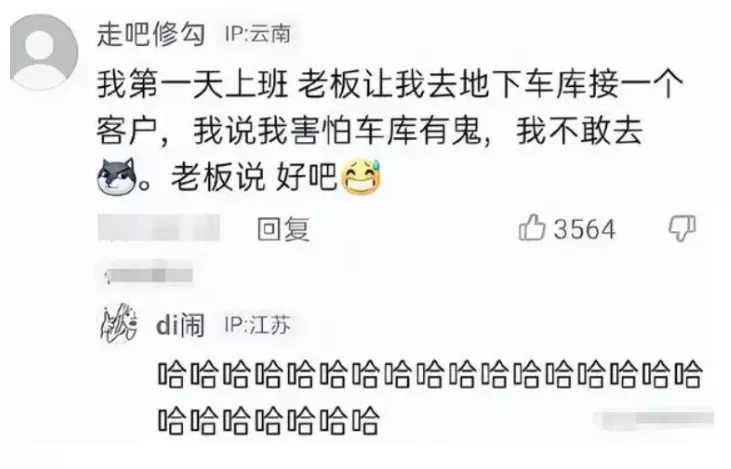 走吧修勾 IP:云南
我第一天上班 老板让我去地下车库接一个
客户，我说我害怕车库有鬼，我不敢去
。老板说 好吧
回复 3564
di闹 IP:江苏
哈哈哈哈哈哈哈哈哈哈哈哈哈哈哈哈哈
哈哈哈哈哈哈哈